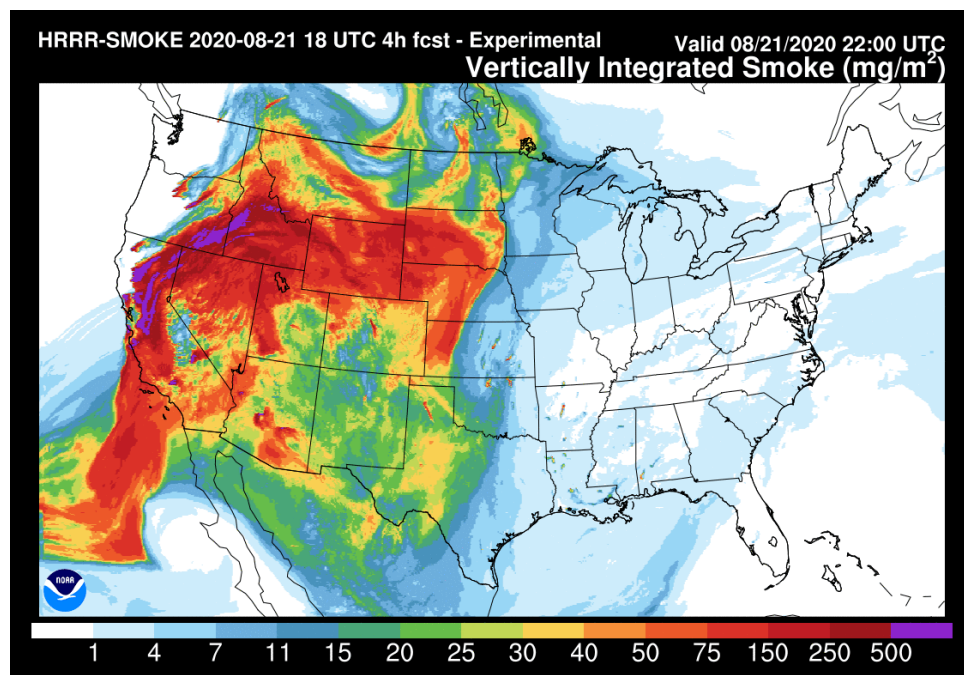 HRRR-SMOKE 2020-08-21 18 UTC 4h fcst - Experimental
Valid 08/21/2020 22:00 UTC
Vertically Integrated Smoke (mg/m²)
NOAA
1 4 7 11 15 20 25 30 40 50 75 150 250 500